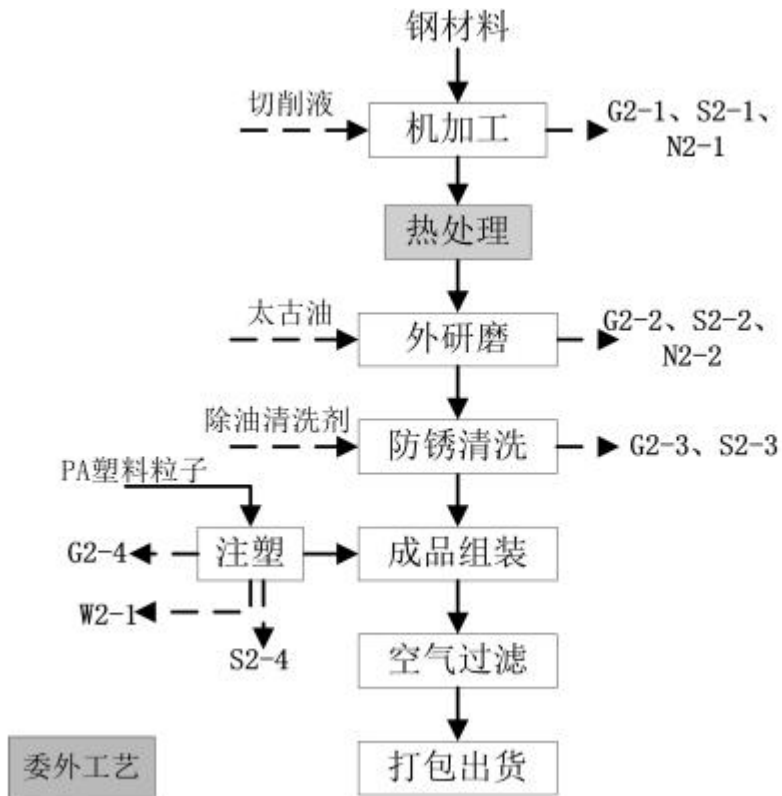 钢材料
切削液
机加工
G2-1、S2-1、
N2-1
热处理
太古油
外研磨
G2-2、S2-2、
N2-2
除油清洗剂
防锈清洗
G2-3、S2-3
PA塑料粒子
G2-4
注塑
成品组装
W2-1
S2-4
空气过滤
委外工艺
打包出货